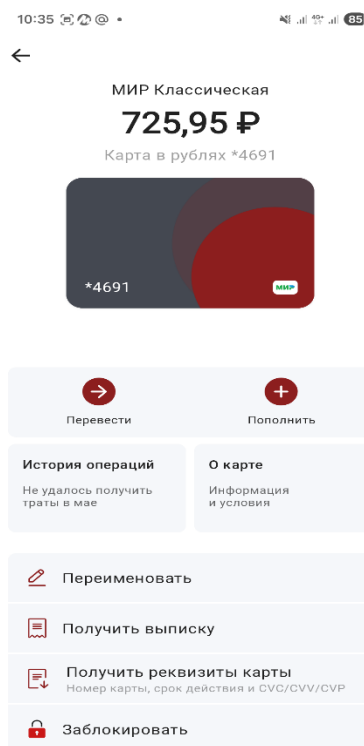 10:35
4G+
85
МИР Классическая
725,95 ₽
Карта в рублях *4691
*4691
МИР
Перевести
Пополнить
История операций
Не удалось получить
траты в мае
О карте
Информация
и условия
Переименовать
Получить выписку
Получить реквизиты карты
Номер карты, срок действия и CVC/CVV/CVP
Заблокировать